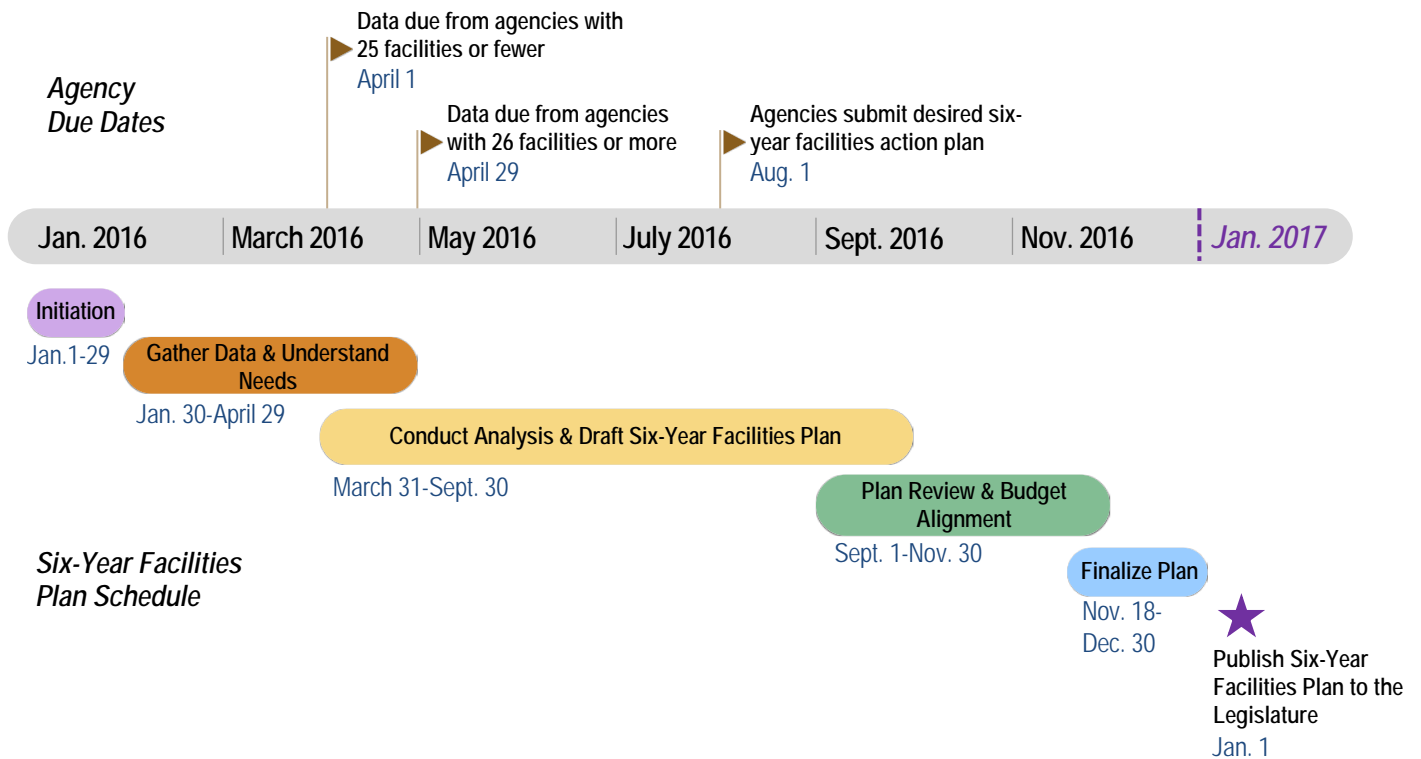 Data due from agencies with
25 facilities or fewer
April 1
Agency
Due Dates
Data due from agencies
with 26 facilities or more
April 29
Agencies submit desired six-
year facilities action plan
Aug. 1
Jan. 2016
March 2016
May 2016
July 2016
Sept. 2016
Nov. 2016
Jan. 2017
Initiation
Jan.1-29
Gather Data & Understand
Needs
Jan. 30-April 29
Conduct Analysis & Draft Six-Year Facilities Plan
March 31-Sept. 30
Plan Review & Budget
Alignment
Sept. 1-Nov. 30
Six-Year Facilities
Plan Schedule
Finalize Plan
Nov. 18-
Dec. 30
Publish Six-Year
Facilities Plan to the
Legislature
Jan. 1